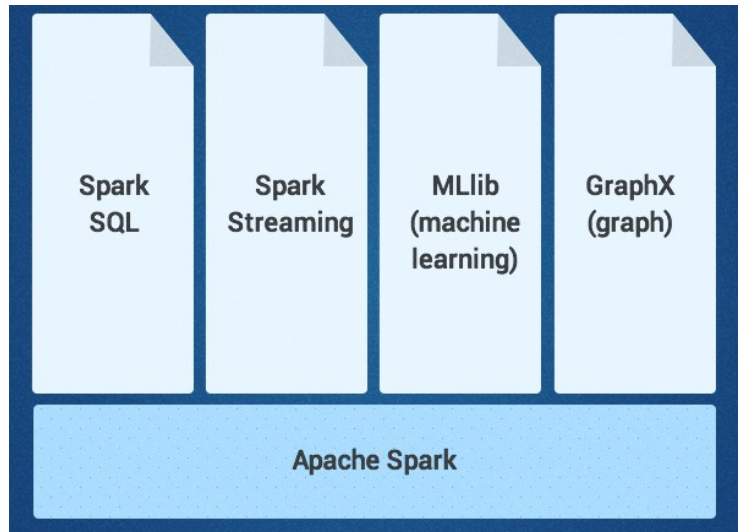 Spark
SQL
Spark
Streaming
MLlib
(machine
learning)
GraphX
(graph)
Apache Spark